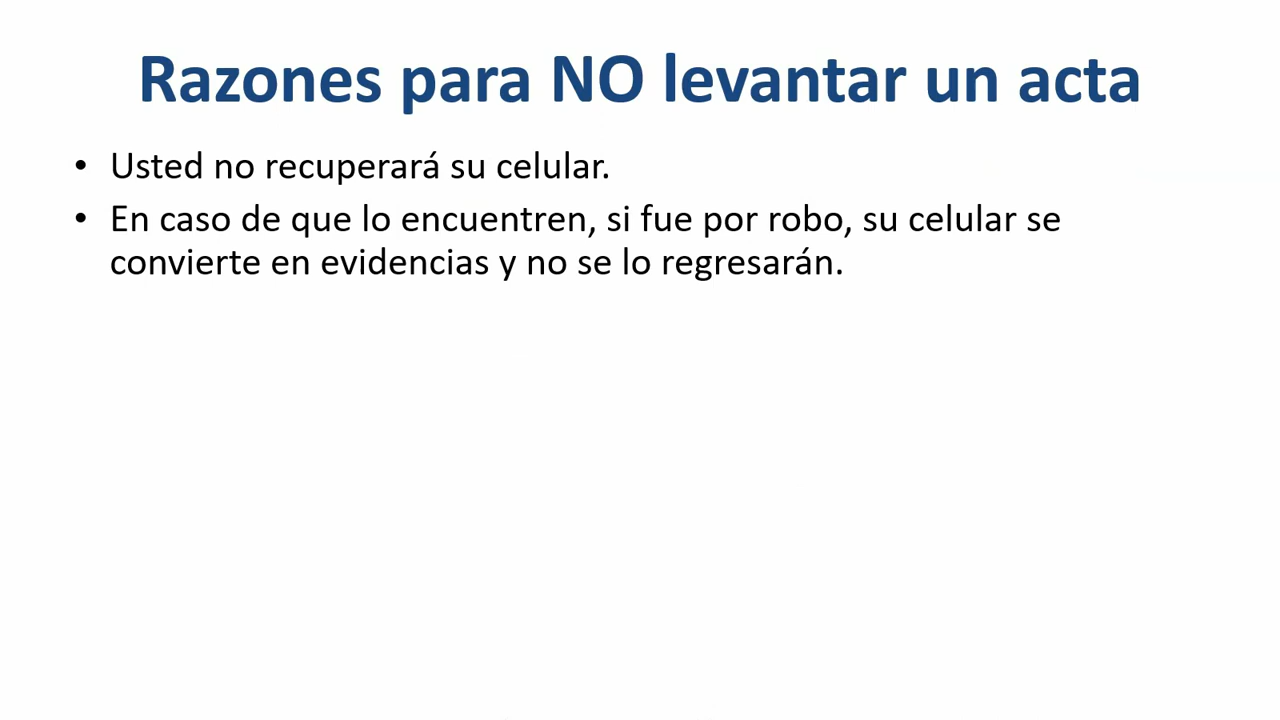 Razones para NO levantar un acta
• Usted no recuperará su celular.
• En caso de que lo encuentren, si fue por robo, su celular se
convierte en evidencias y no se lo regresarán.